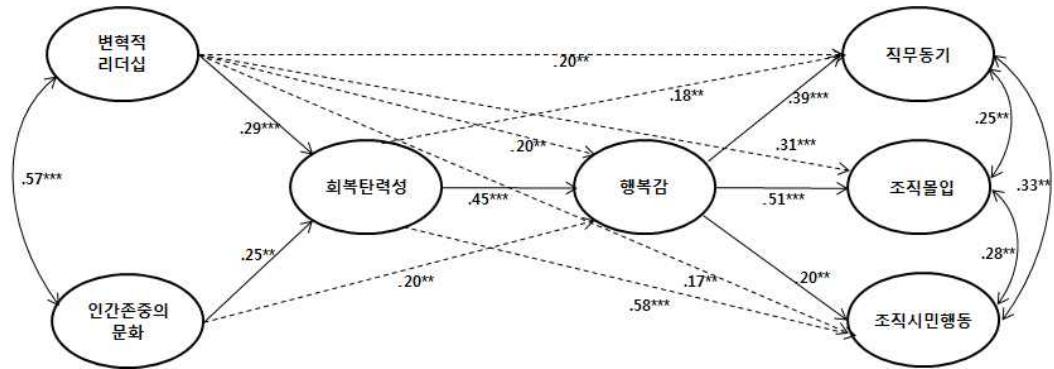 변혁적
리더십
직무동기
.20**
.18**
.39***
.25**
.29***
.20**
.31***
.57***
회복탄력성
행복감
조직몰입
.45***
.51***
.33***
.25**
.28**
.20**
.17**
.20**
.58***
인간존중의
문화
조직시민행동